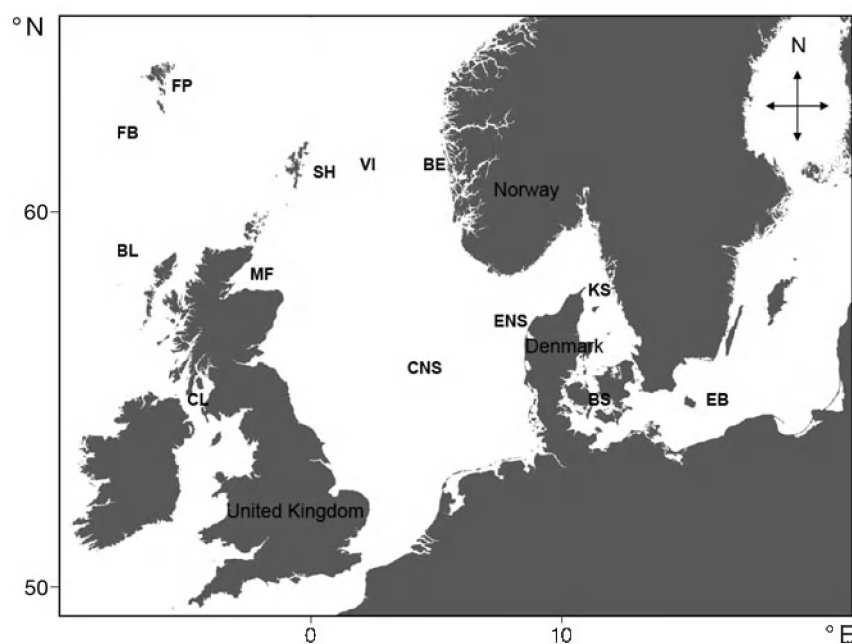 °N
N
FP
FB
SH VI BE
Norway
60
BL
MF
KS
ENS
Denmark
CNS
CL BS EB
United Kingdom
50
0 10 °E